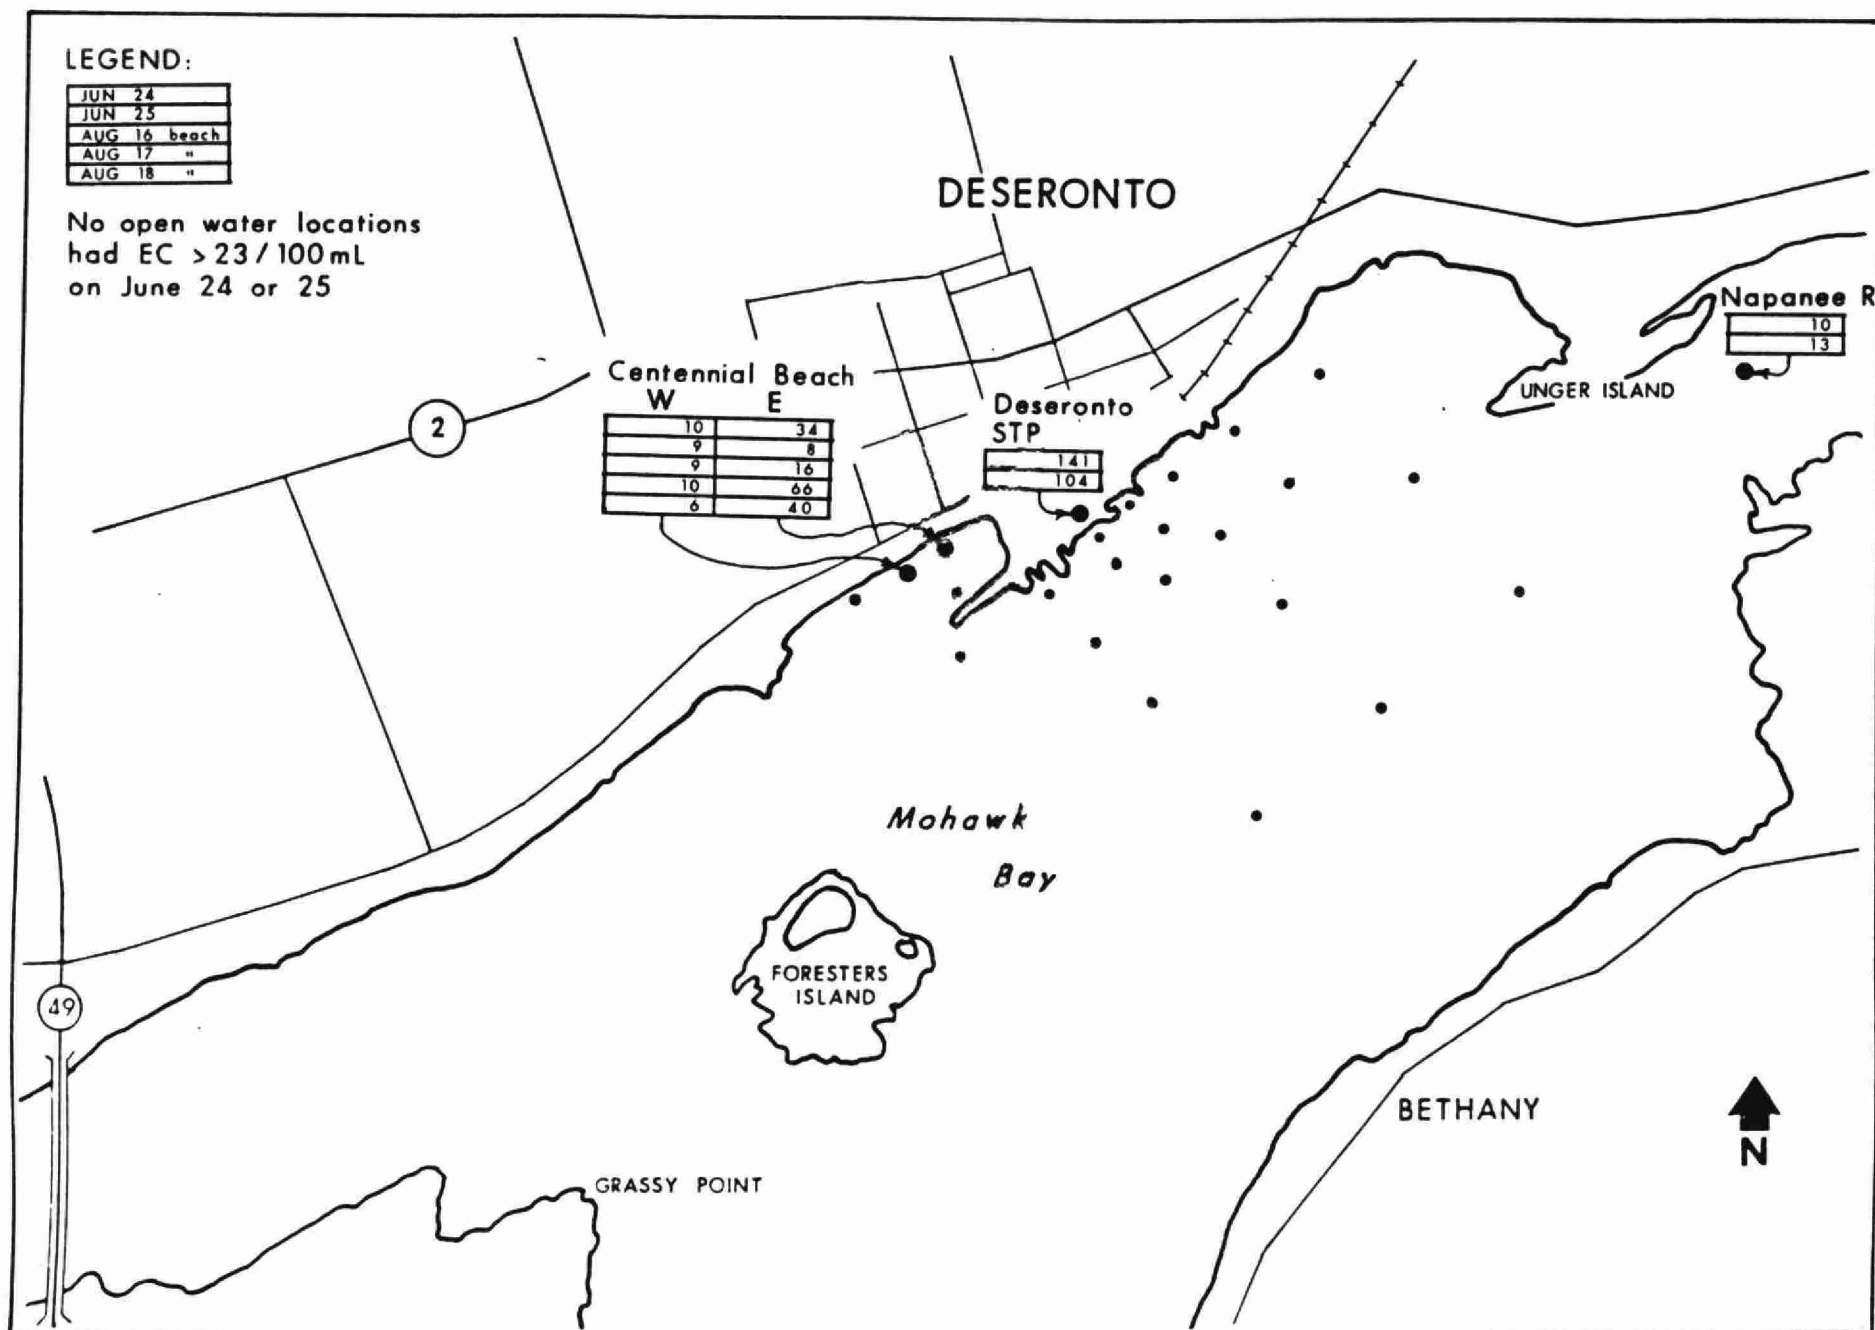 LEGEND:
JUN 24
JUN 25
AUG 16 beach
AUG 17 "
AUG 18 "
No open water locations
had EC >23/100mL
on June 24 or 25
DESERONTO
Napanee R
10
13
UNGER ISLAND
2
Centennial Beach
W E
10 34
9 8
9 16
10 66
6 40
Deseronto
STP
141
104
Mohawk
Bay
FORESTERS
ISLAND
49
GRASSY POINT
BETHANY
N